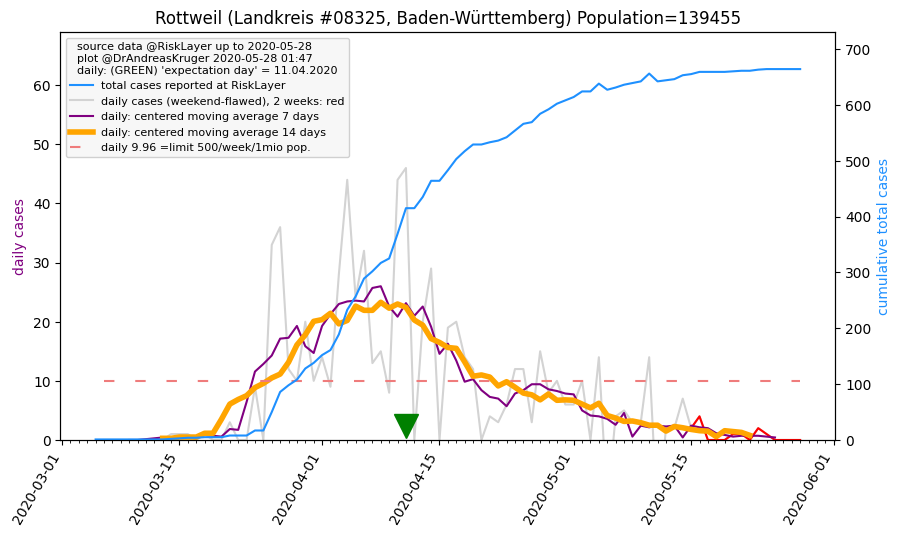 Rottweil (Landkreis #08325, Baden-Württemberg) Population=139455
source data @RiskLayer up to 2020-05-28
plot @DrAndreasKruger 2020-05-28 01:47
daily: (GREEN) 'expectation day' = 11.04.2020
total cases reported at RiskLayer
daily cases (weekend-flawed), 2 weeks: red
daily: centered moving average 7 days
daily: centered moving average 14 days
daily 9.96 =limit 500/week/1mio pop.
daily cases
60
50
40
30
20
10
0
700
600
500
400
300
200
100
0
cumulative total cases
2020-03-01
2020-03-15
2020-04-01
2020-04-15
2020-05-01
2020-05-15
2020-06-01